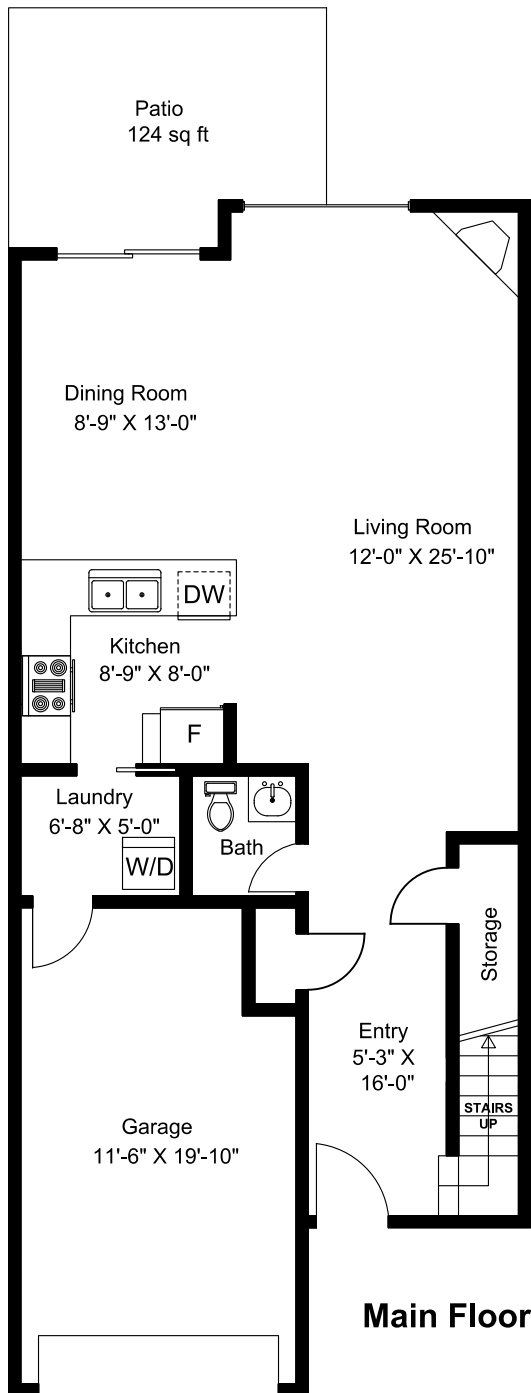 Patio
124 sq ft
Dining Room
8'-9" X 13'-0"
Living Room
12'-0" X 25'-10"
DW
Kitchen
8'-9" X 8'-0"
F
Laundry
6'-8" X 5'-0"
W/D
Bath
Storage
Entry
5'-3" X
16'-0"
STAIRS
UP
Garage
11'-6" X 19'-10"
Main Floor